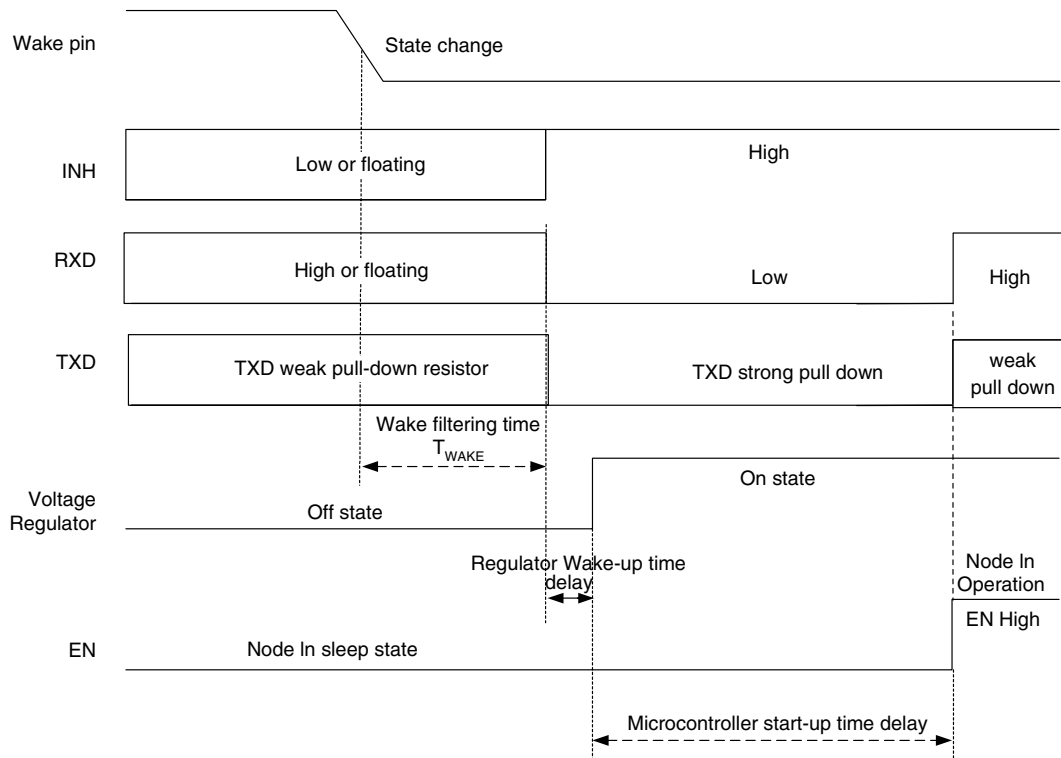 Wake pin
State change
INH
Low or floating
High
RXD
High or floating
Low
High
TXD
TXD weak pull-down resistor
TXD strong pull down
weak
pull down
Wake filtering time
TWAKE
Voltage
Regulator
Off state
On state
Regulator Wake-up time
delay
Node In
Operation
EN
Node In sleep state
EN High
Microcontroller start-up time delay